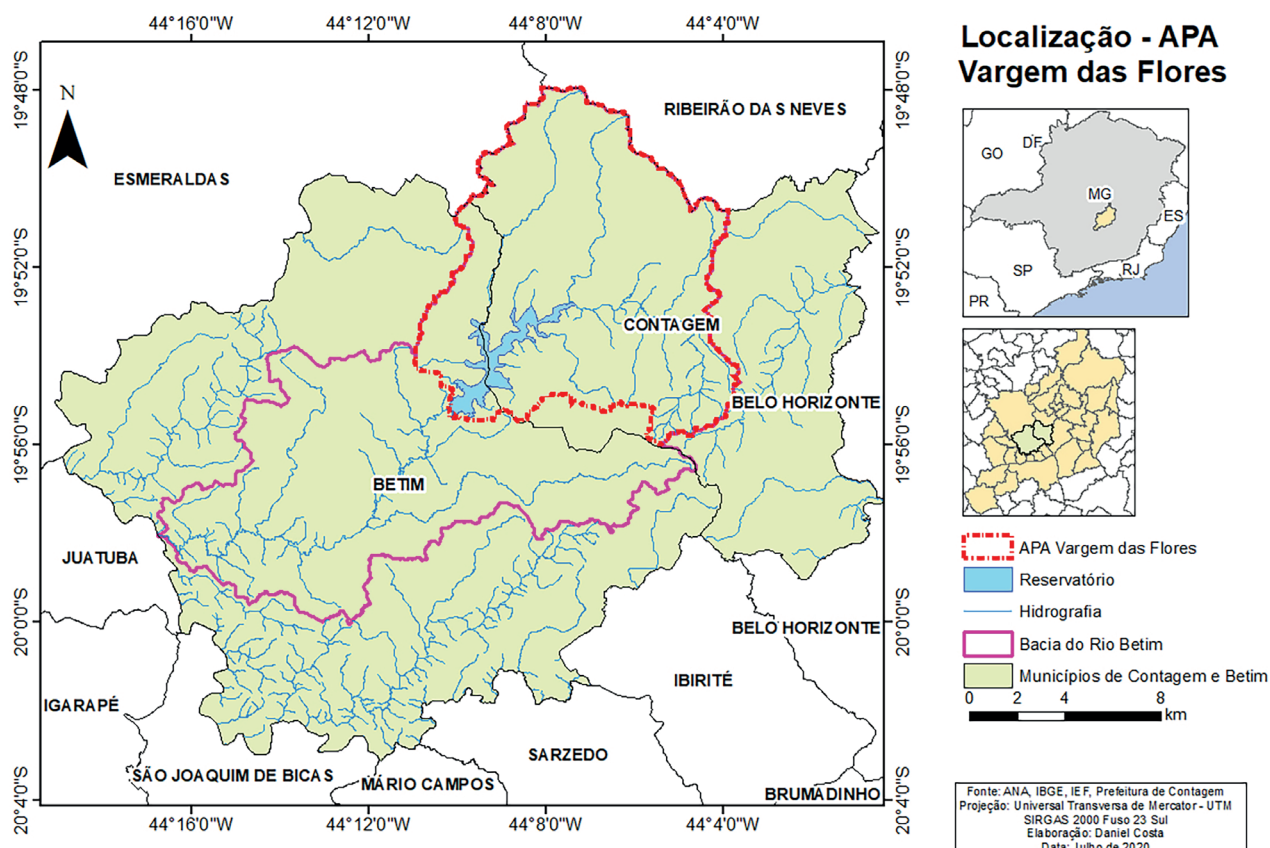 44°16'0"W 44°12'0"W 44°8'0"W 44°4'0"W
Localização - APA
Vargem das Flores
N
19°48'0"S
19°48'0"S
RIBEIRÃO DAS NEVES
ESMERALDAS
19°52'0"S
19°52'0"S
CONTAGEM
BELO HORIZONTE
19°56'0"S
19°56'0"S
BETIM
JUATUBA
20°0'0"S
20°0'0"S
BELO HORIZONTE
IBIRITÉ
IGARAPÉ
SARZEDO
SÃO JOAQUIM DE BICAS
MÁRIO CAMPOS
BRUMADINHO
20°4'0"S
20°4'0"S
44°16'0"W 44°12'0"W 44°8'0"W 44°4'0"W
GO
DF
MG
ES
SP
RJ
PR
APA Vargem das Flores
Reservatório
Hidrografia
Bacia do Rio Betim
Municípios de Contagem e Betim
0 2 4 8
km
Fonte: ANA, IBGE, IEF, Prefeitura de Contagem
Projeção: Universal Transversa de Mercator - UTM
SIRGAS 2000 Fuso 23 Sul
Elaboração: Daniel Costa
Data: Julho de 2020